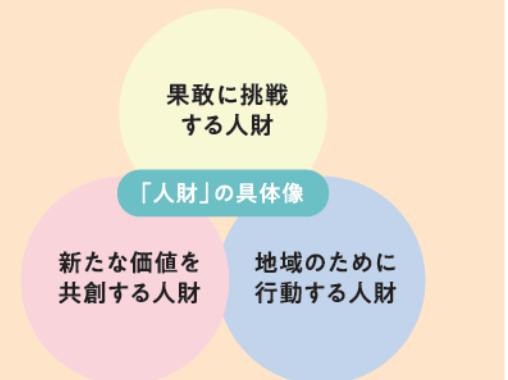 果敢に挑戦
する人財
「人財」の具体像
新たな価値を
共創する人財
地域のために
行動する人財